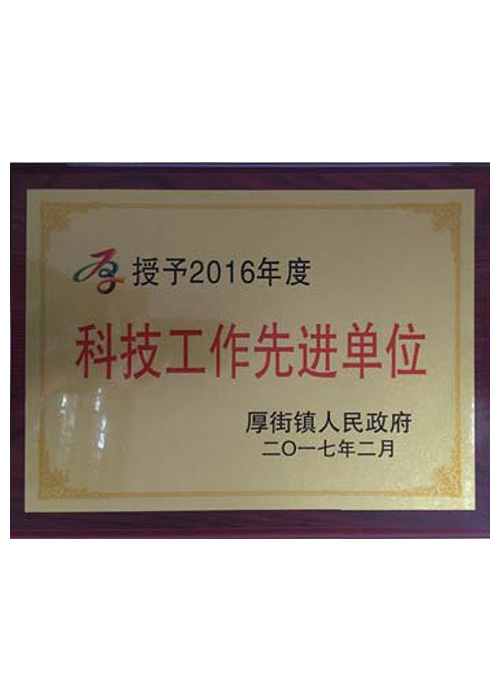 授予2016年度
科技工作先进单位
厚街镇人民政府
二〇一七年二月